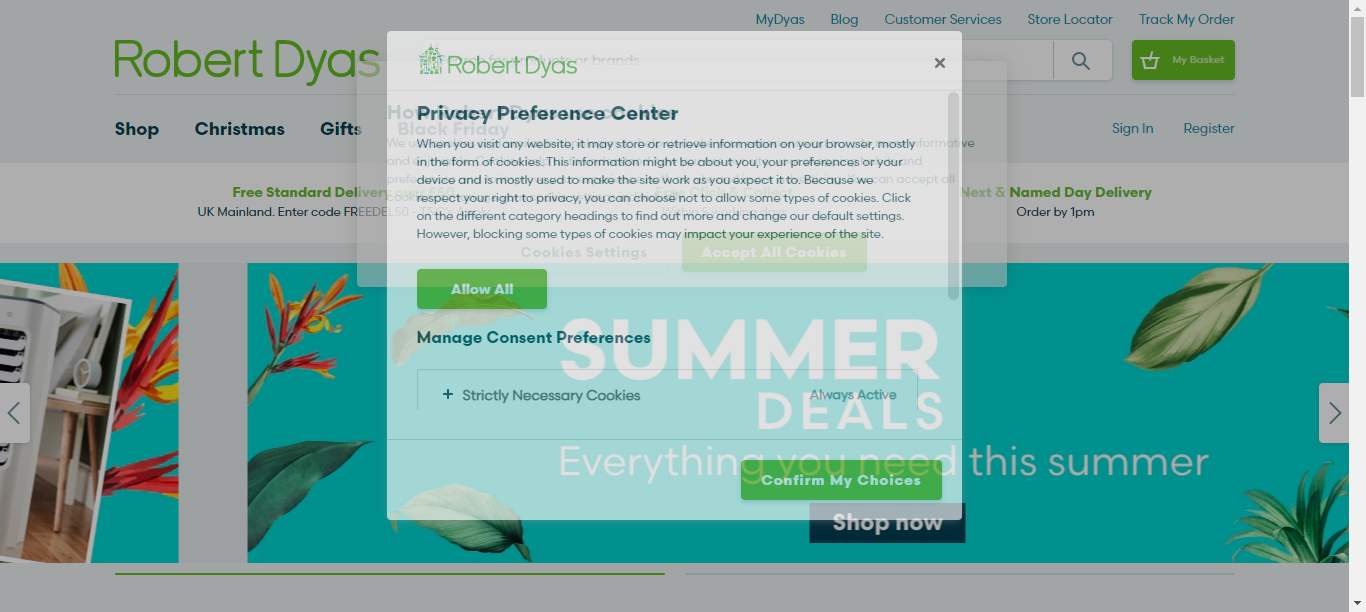 MyDyas Blog Customer Services Store Locator Track My Order
Robert Dyas
My Basket
Shop Christmas Gifts Black Friday
Sign In Register
Free Standard Delivery over £50
UK Mainland. Enter code FREEDEL50
Free Click & Collect
Next & Named Day Delivery
Order by 1pm
Robert Dyas
Privacy Preference Center
When you visit any website, it may store or retrieve information on your browser, mostly
in the form of cookies. This information might be about you, your preferences or your
device and is mostly used to make the site work as you expect it to. Because we
respect your right to privacy, you can choose not to allow some types of cookies. Click
on the different category headings to find out more and change our default settings.
However, blocking some types of cookies may impact your experience of the site.
Cookies Settings Accept All Cookies
Allow All
Manage Consent Preferences
+ Strictly Necessary Cookies Always Active
Confirm My Choices
SUMMER
DEALS
Everything you need this summer
Shop now